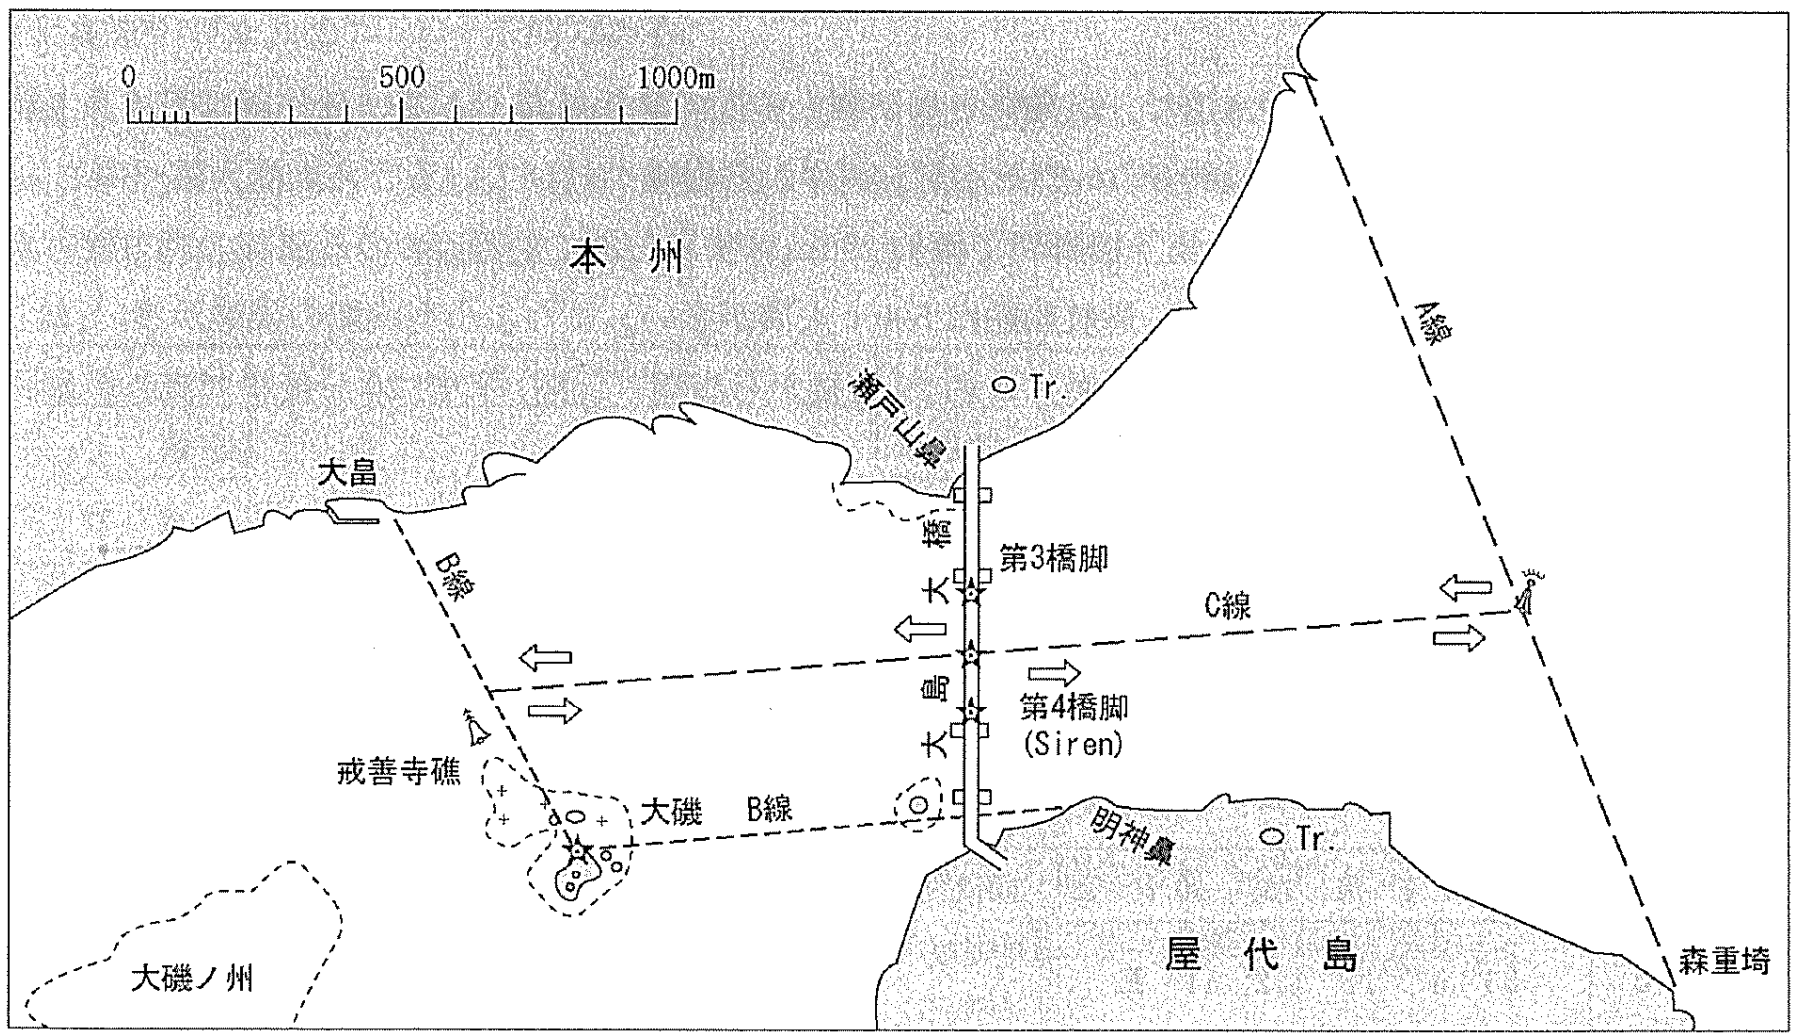 0 500 1000m
本州
A線
瀬戸山鼻
Tr.
大畠
B線
大島大橋
第3橋脚
C線
第4橋脚
(Siren)
戒善寺礁
大磯
B線
明神鼻
Tr.
大磯ノ州
屋代島
森重埼